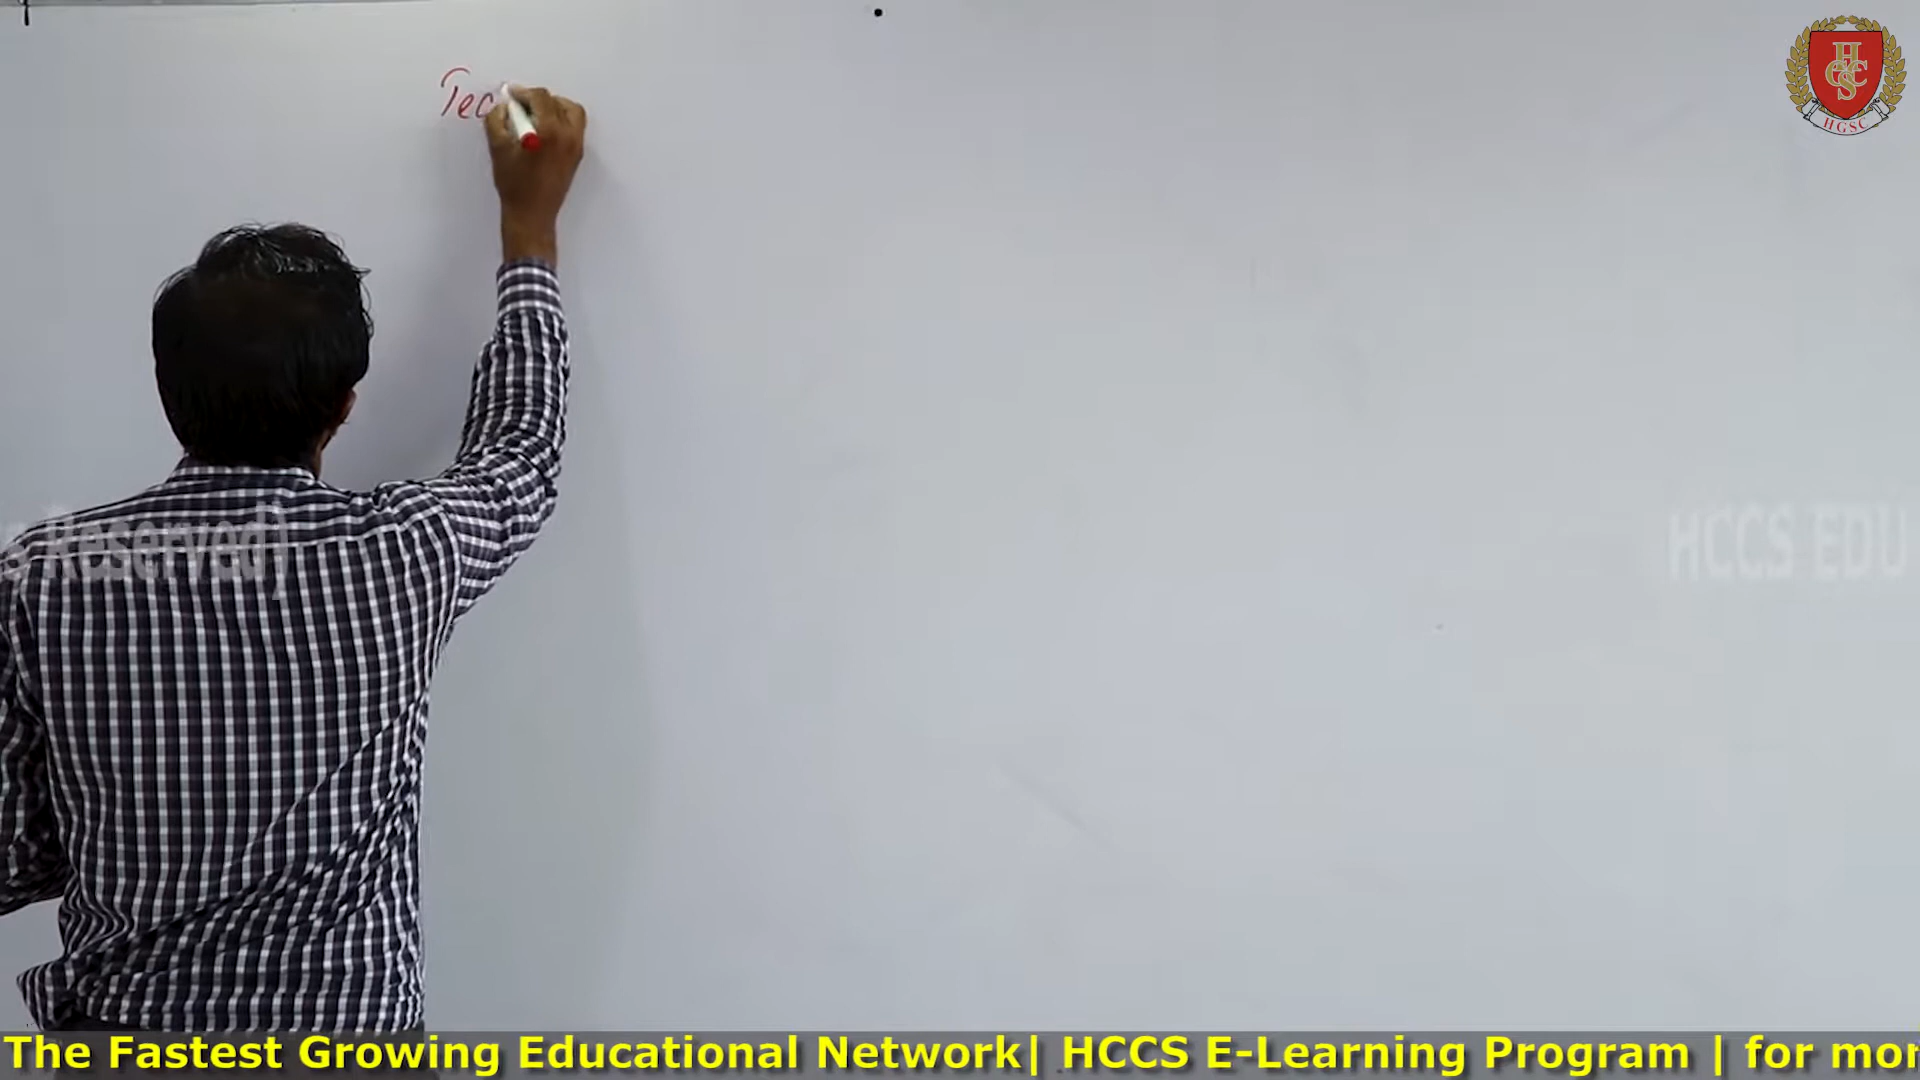 Tec
HGSC
s Reserved)
HCCS EDU
The Fastest Growing Educational Network| HCCS E-Learning Program | for mor